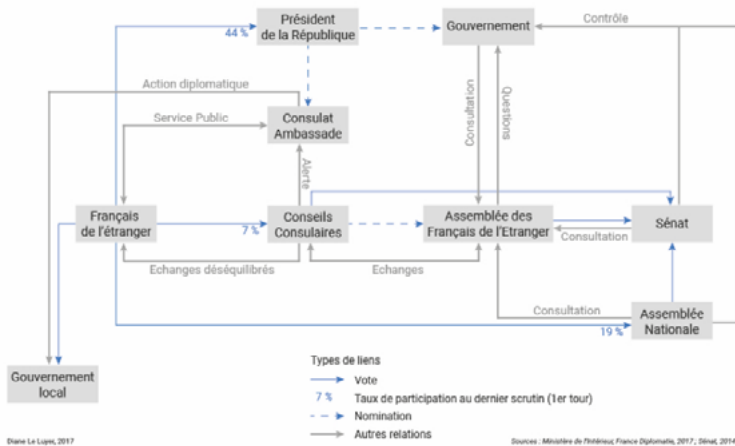 Président
de la République
Gouvernement
Contrôle
44 %
Action diplomatique
Consultation
Questions
Service Public
Consulat
Ambassade
Alerte
Français
de l'étranger
7 %
Conseils
Consulaires
Assemblée des
Français de l'Etranger
Sénat
Consultation
Echanges déséquilibrés
Echanges
Consultation
19 %
Assemblée
Nationale
Gouvernement
local
Types de liens
Vote
7 % Taux de participation au dernier scrutin (1er tour)
Nomination
Autres relations
Diane Le Luyer, 2017
Sources : Ministère de l'Intérieur, France Diplomatie, 2017 ; Sénat, 2014